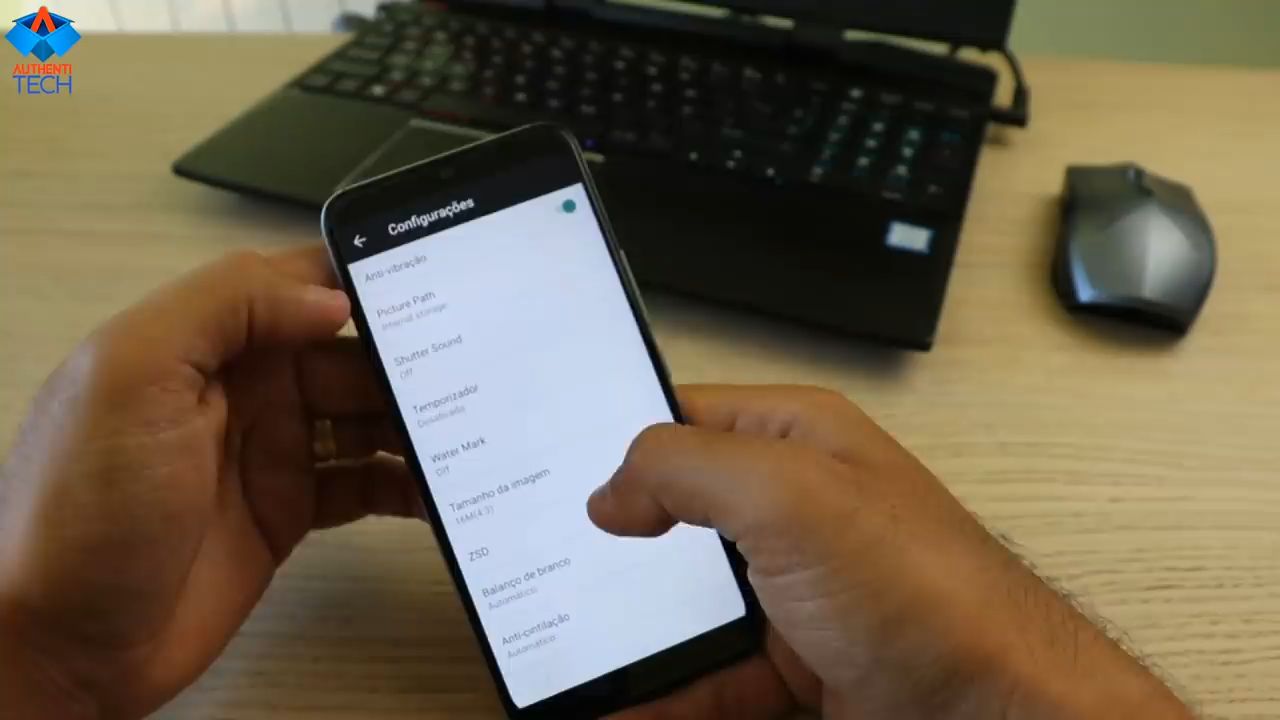 AUTHENTI
TECH
Configurações
Anti-vibração
Picture Path
Internal storage
Shutter Sound
Off
Temporizador
Desativado
Water Mark
Off
Tamanho da imagem
16M(4:3)
ZSD
Balanço de branco
Automático
Anti-cintilação
Automático